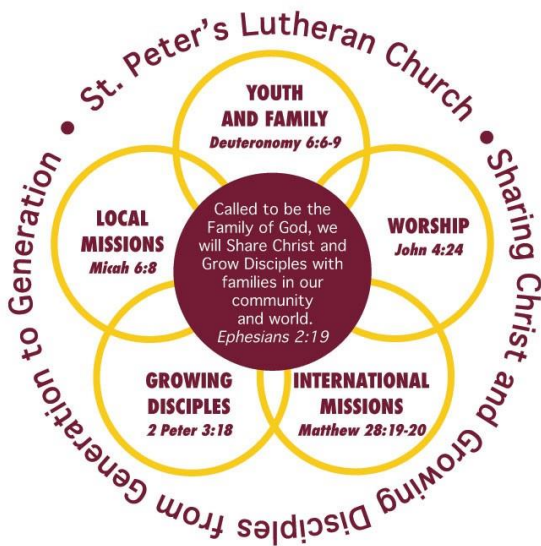 St. Peter's Lutheran Church • Sharing Christ and Growing Disciples from Generation to Generation •
YOUTH
AND FAMILY
Deuteronomy 6:6-9
WORSHIP
John 4:24
INTERNATIONAL
MISSIONS
Matthew 28:19-20
GROWING
DISCIPLES
2 Peter 3:18
LOCAL
MISSIONS
Micah 6:8
Called to be the
Family of God, we
will Share Christ and
Grow Disciples with
families in our
community
and world.
Ephesians 2:19